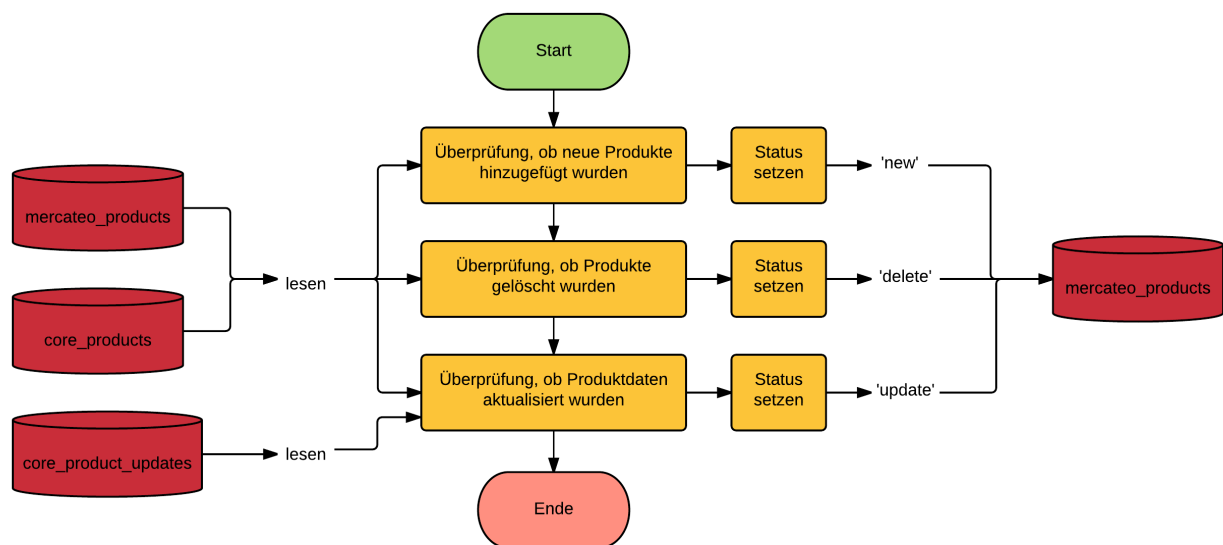 Start
Überprüfung, ob neue Produkte
hinzugefügt wurden
Status
setzen
'new'
mercateo_products
core_products
lesen
Überprüfung, ob Produkte
gelöscht wurden
Status
setzen
'delete'
mercateo_products
Überprüfung, ob Produktdaten
aktualisiert wurden
Status
setzen
'update'
core_product_updates
lesen
Ende